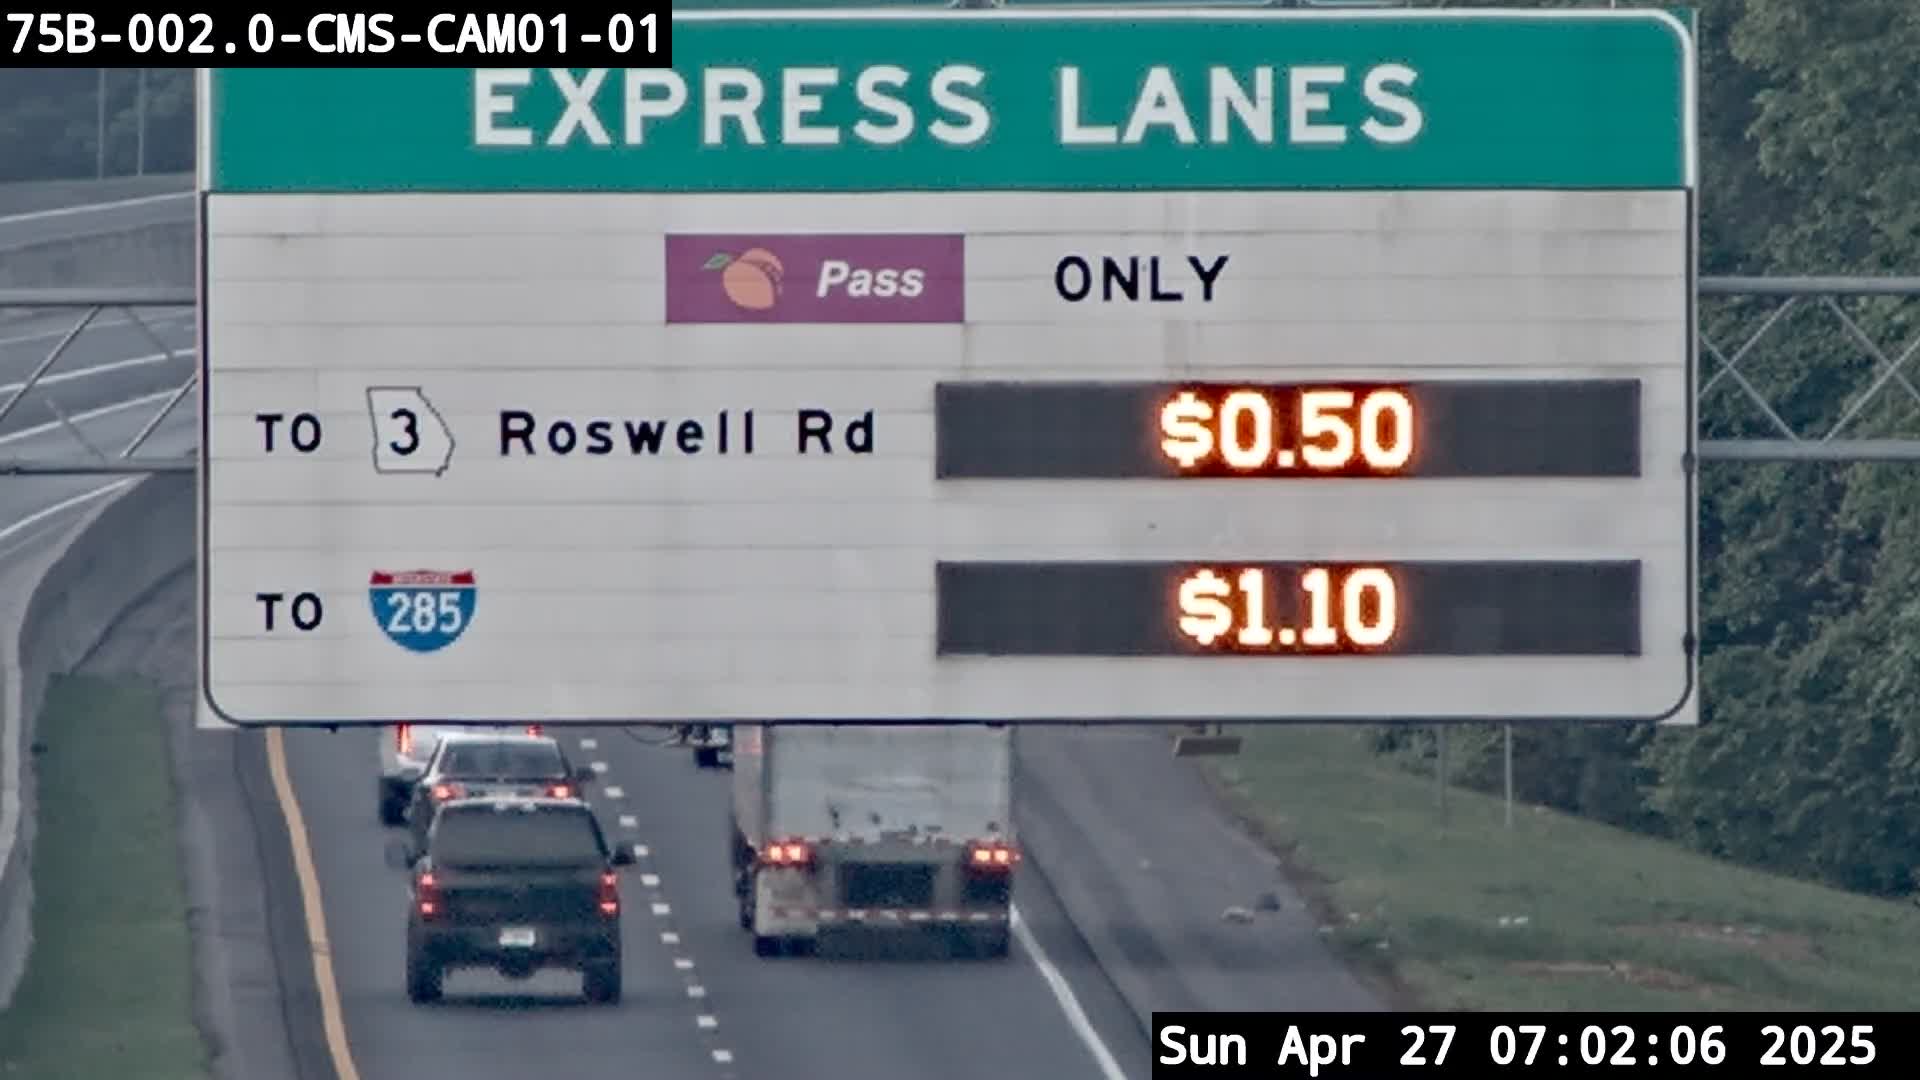 75B-002.0-CMS-CAM01-01
EXPRESS LANES
Pass ONLY
TO 3 Roswell Rd $0.50
TO 285 $1.10
Sun Apr 27 07:02:06 2025